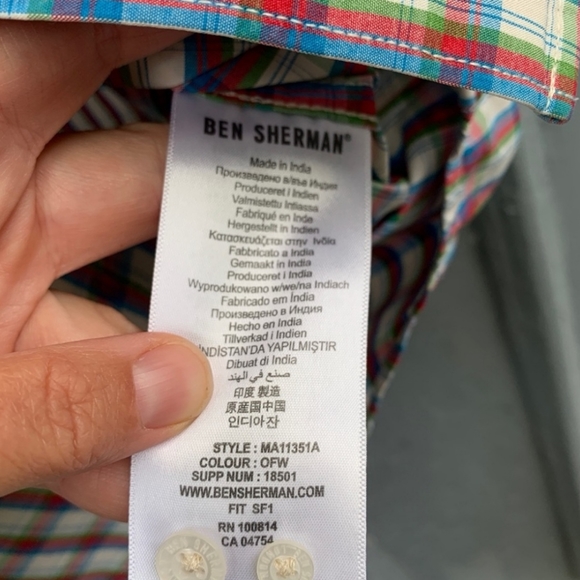 BEN SHERMAN®
Made in India
Произведено в/във Индия
Produceret i Indien
Valmistettu Intiassa
Fabriqué en Inde
Hergestellt in Indien
Κατασκευάζεται στην Ινδία
Fabbricato a India
Gemaakt in India
Produceret i India
Wyprodukowano w/we/na Indiach
Fabricado em Índia
Произведено в Индия
Hecho en India
Tillverkad i Indien
HİNDİSTAN'DA YAPILMIŞTIR
Dibuat di India
صنع في الهند
印度 製造
原産国中国
인디아잔
STYLE : MA11351A
COLOUR : OFW
SUPP NUM : 18501
WWW.BENSHERMAN.COM
FIT SF1
RN 100814
CA 04754
BEN SHERMAN